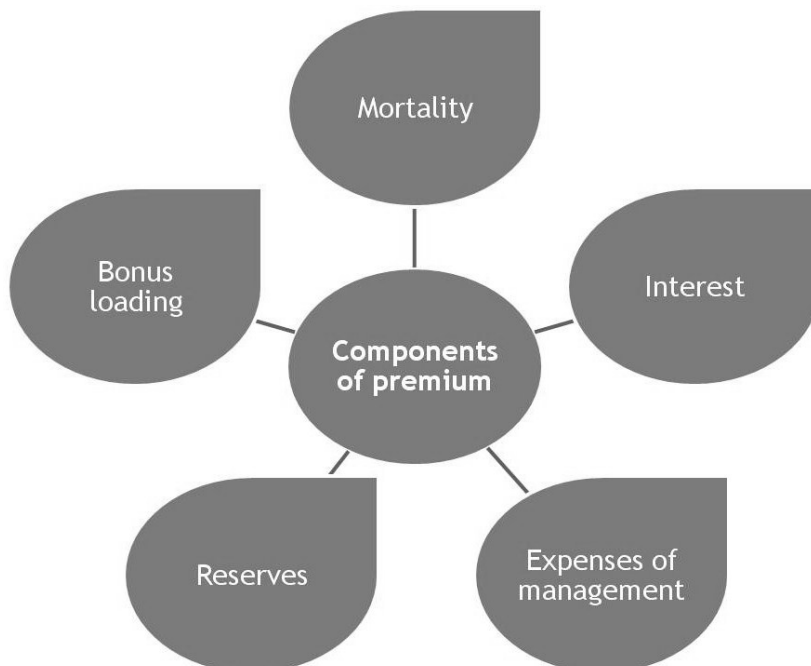 Mortality
Bonus
loading
Interest
Components
of premium
Reserves
Expenses of
management